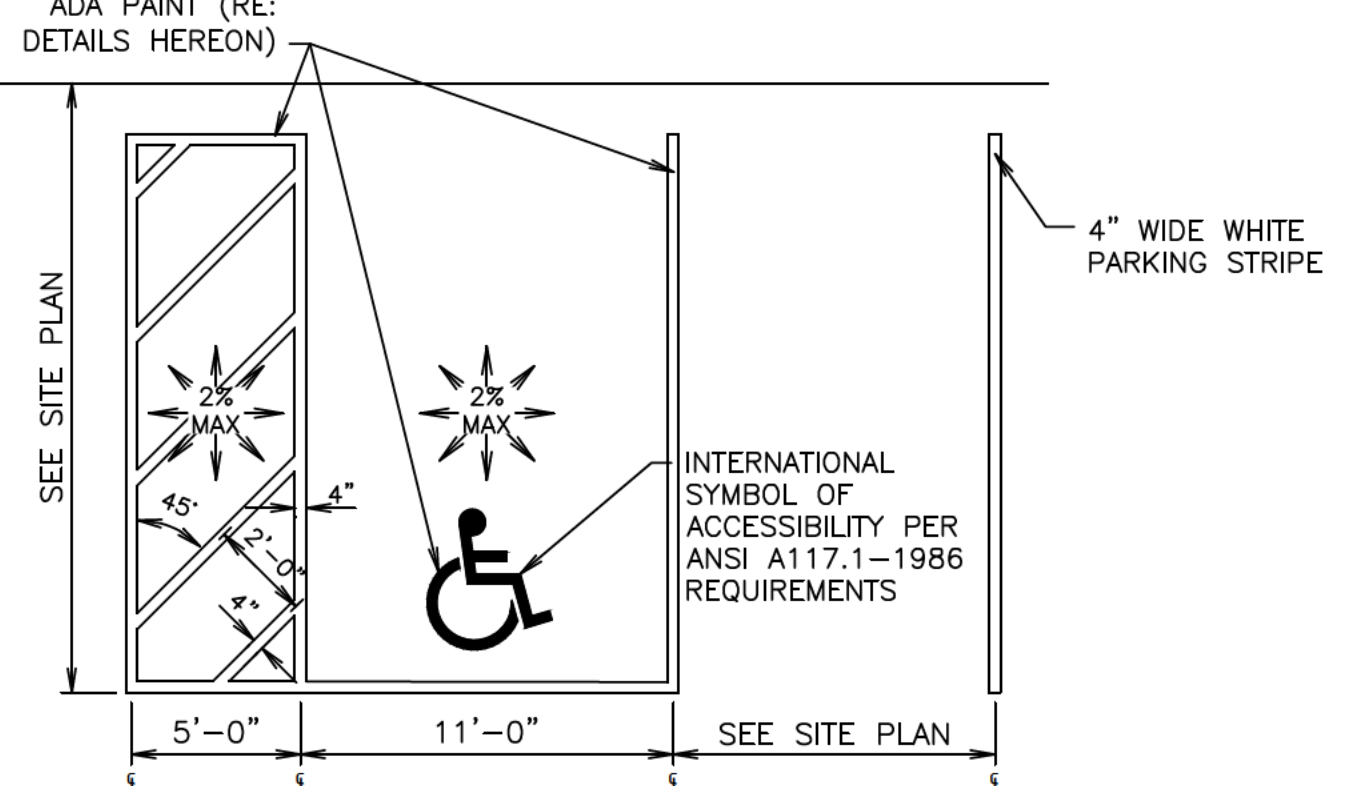 ADA PAINT (RE:
DETAILS HEREON)
4” WIDE WHITE
PARKING STRIPE
SEE SITE PLAN
2%
MAX
2%
MAX
INTERNATIONAL
SYMBOL OF
ACCESSIBILITY PER
ANSI A117.1–1986
REQUIREMENTS
45°
4”
2’–0”
4”
5’–0”
11’–0”
SEE SITE PLAN
℄
℄
℄
℄